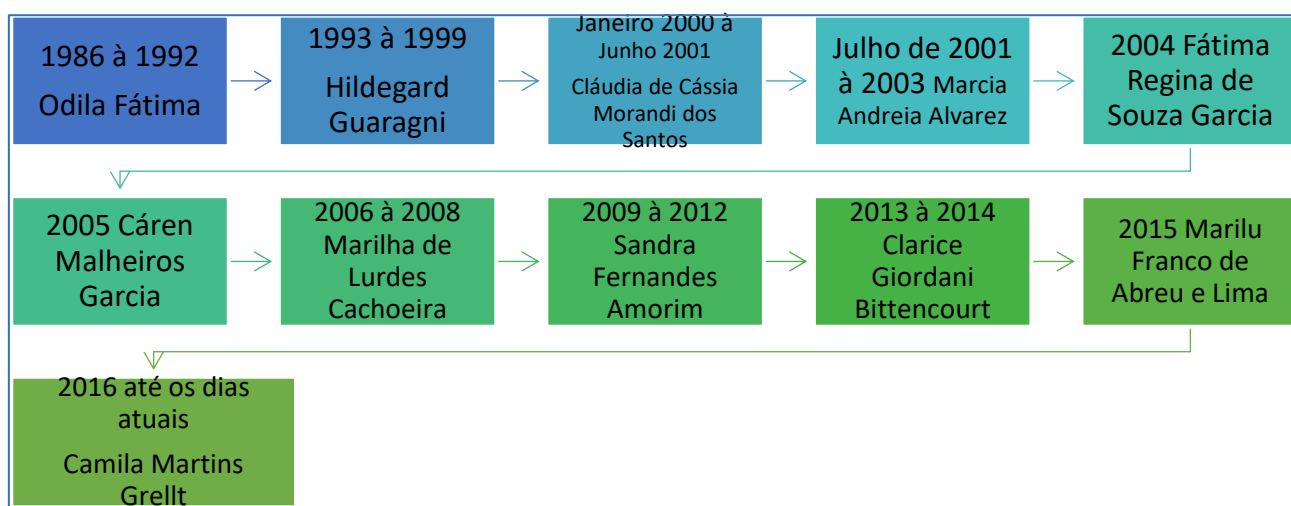 1986 à 1992
Odila Fátima
1993 à 1999
Hildegard
Guaragni
Janeiro 2000 à
Junho 2001
Cláudia de Cássia
Morandi dos
Santos
Julho de 2001
à 2003 Marcia
Andreia Alvarez
2004 Fátima
Regina de
Souza Garcia
2005 Cáren
Malheiros
Garcia
2006 à 2008
Marilha de
Lurdes
Cachoeira
2009 à 2012
Sandra
Fernandes
Amorim
2013 à 2014
Clarice
Giordani
Bittencourt
2015 Marilu
Franco de
Abreu e Lima
2016 até os dias
atuais
Camila Martins
Grellt